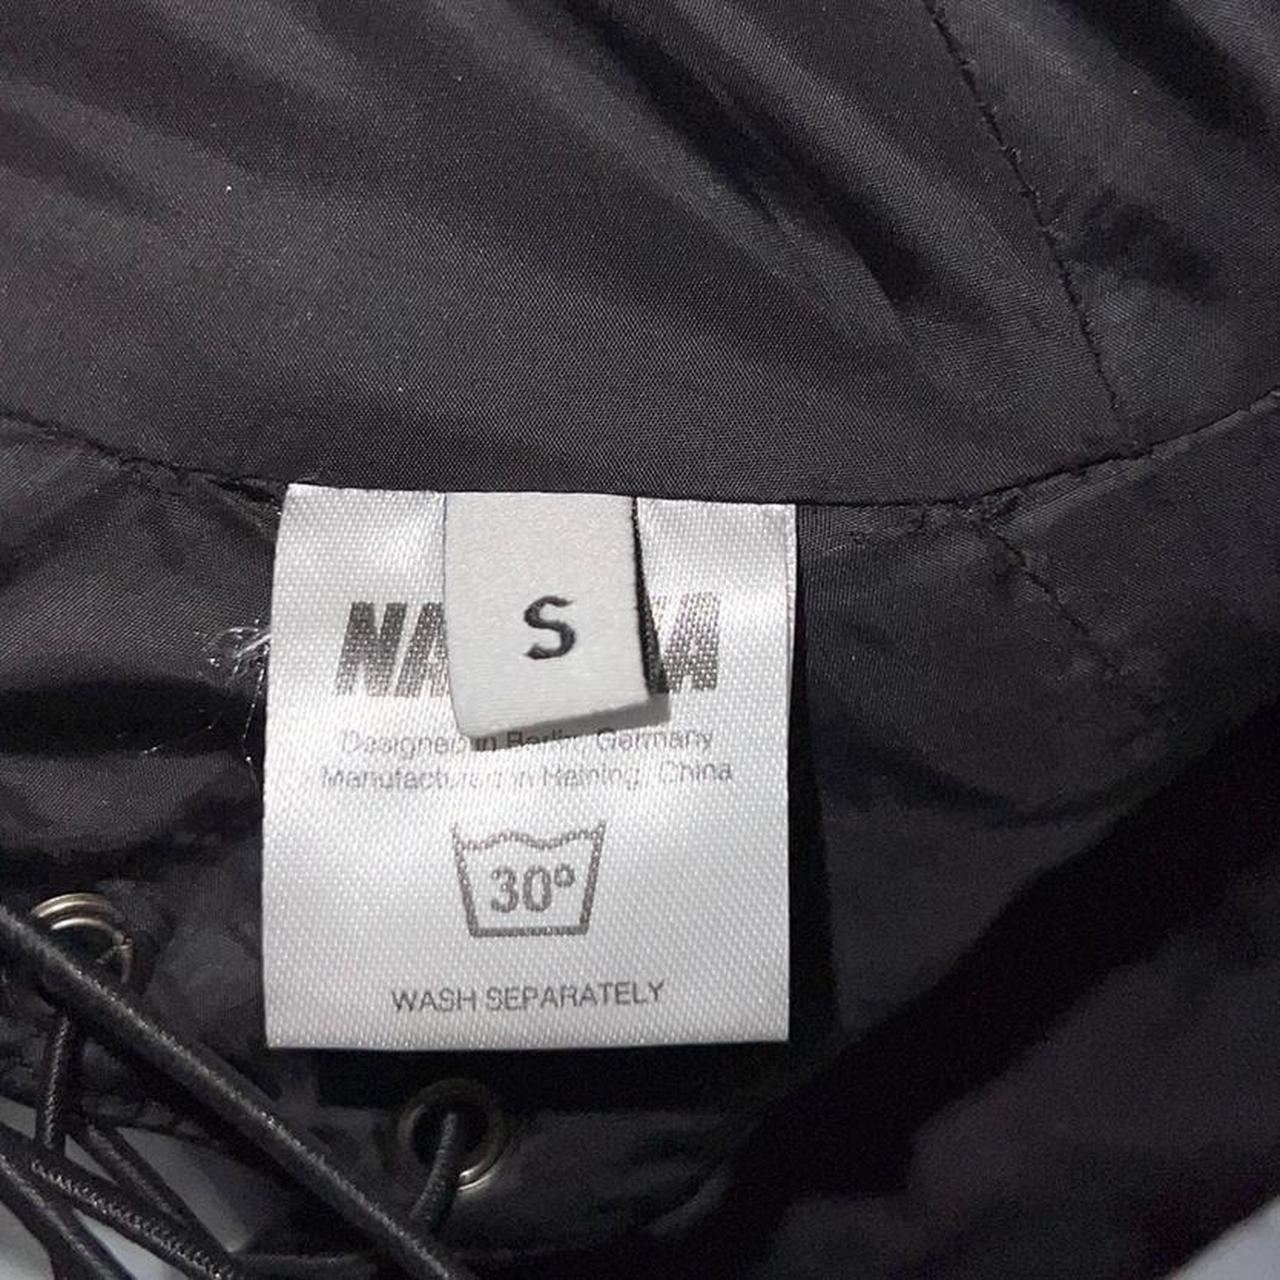 S
Designed in Berlin, Germany
Manufactured in Haining, China
30°
WASH SEPARATELY